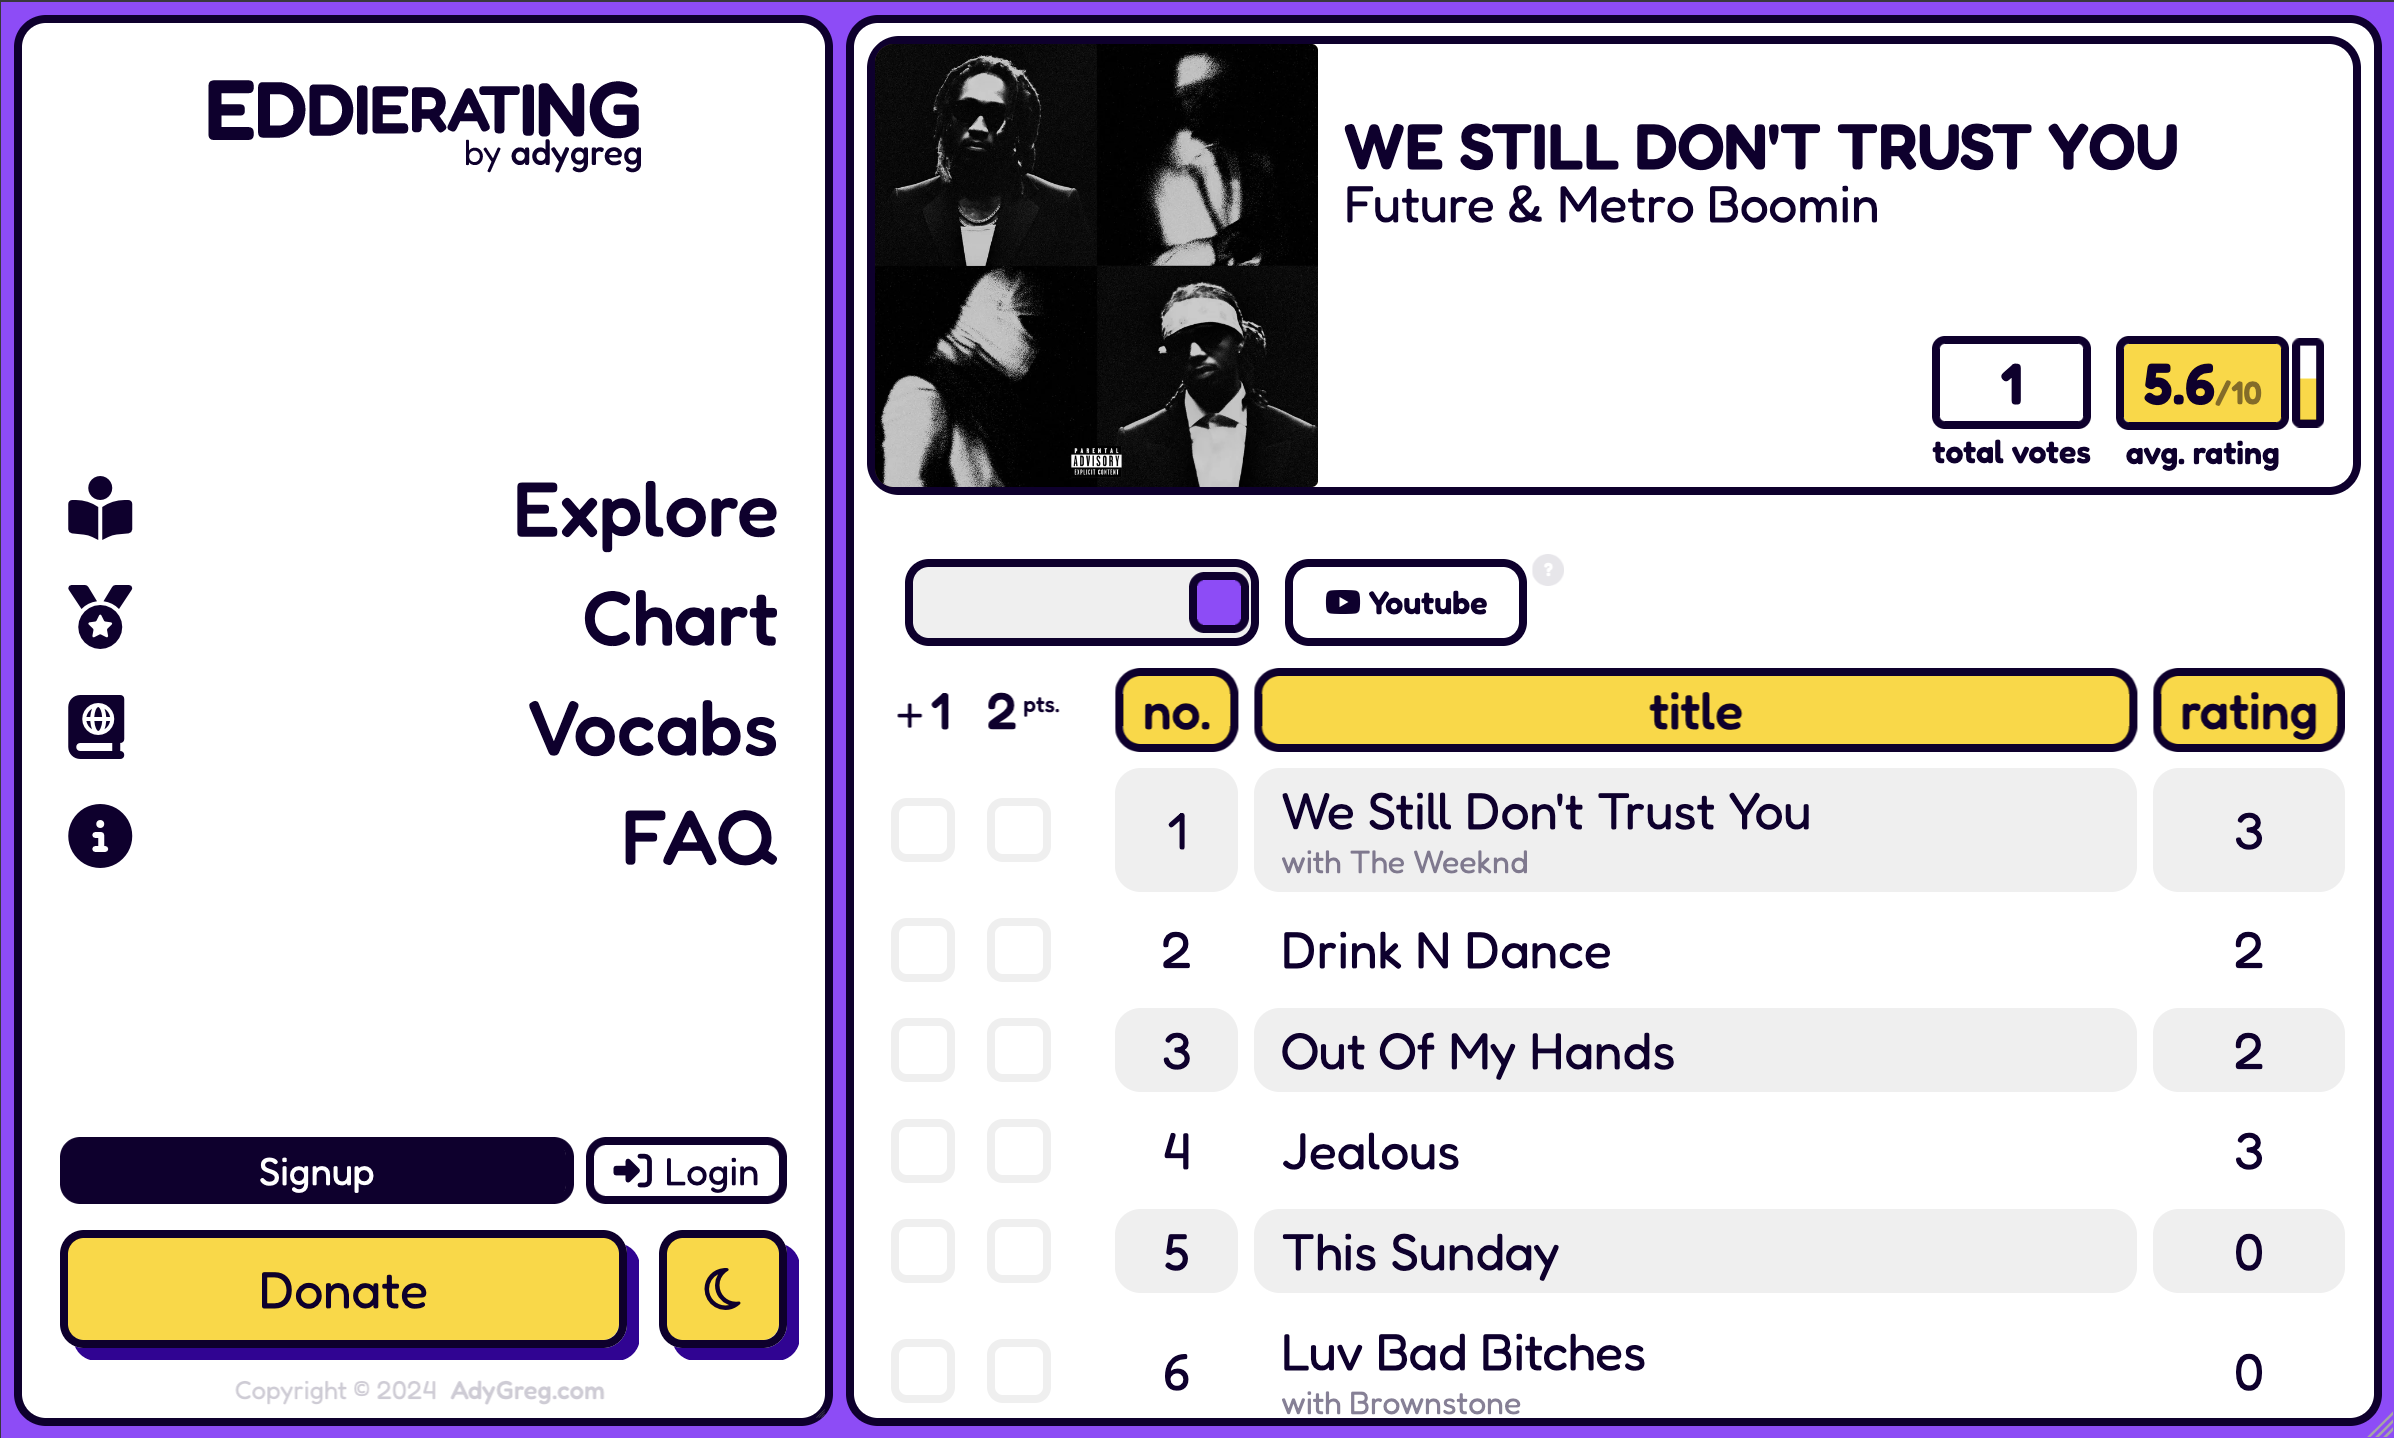 EDDIERATING
by adygreg
Explore
Chart
Vocabs
FAQ
Signup
Login
Donate
Copyright © 2024 AdyGreg.com
PARENTAL
ADVISORY
EXPLICIT CONTENT
WE STILL DON'T TRUST YOU
Future & Metro Boomin
1
total votes
5.6/10
avg. rating
Youtube
?
+1 2 pts. no. title rating
1 We Still Don't Trust You 3
with The Weeknd
2 Drink N Dance 2
3 Out Of My Hands 2
4 Jealous 3
5 This Sunday 0
6 Luv Bad Bitches 0
with Brownstone